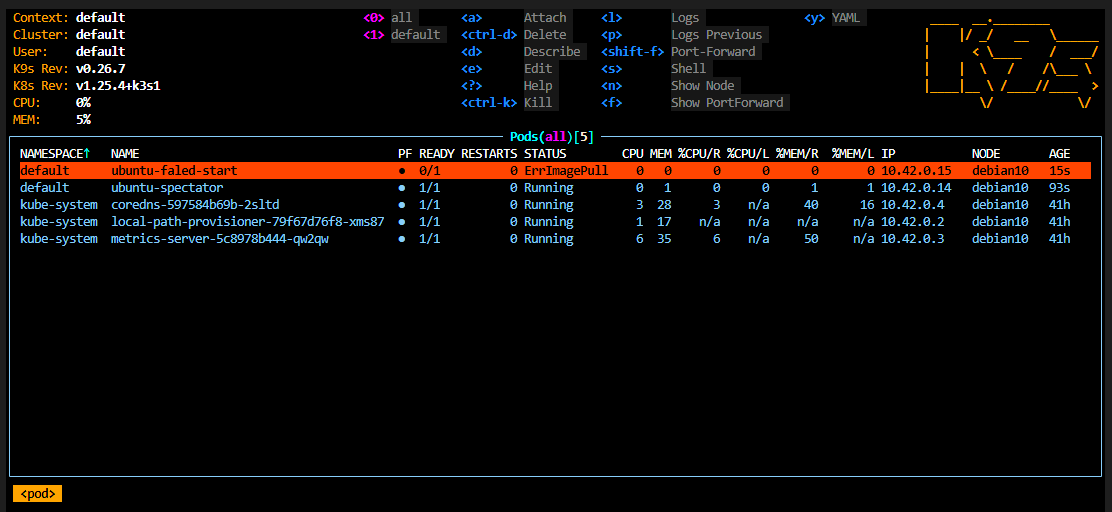 Context: default <0> all <a> Attach <l> Logs <y> YAML
Cluster: default <1> default <ctrl-d> Delete <p> Logs Previous
User: default <d> Describe <shift-f> Port-Forward
K9s Rev: v0.26.7 <e> Edit <s> Shell
K8s Rev: v1.25.4+k3s1 <?> Help <n> Show Node
CPU: 0% <ctrl-k> Kill <f> Show PortForward
MEM: 5%
Pods(all)[5]
NAMESPACE↑ NAME PF READY RESTARTS STATUS CPU MEM %CPU/R %CPU/L %MEM/R %MEM/L IP NODE AGE
default ubuntu-faled-start ● 0/1 0 ErrImagePull 0 0 0 0 0 0 10.42.0.15 debian10 15s
default ubuntu-spectator ● 1/1 0 Running 0 1 0 0 1 1 10.42.0.14 debian10 93s
kube-system coredns-597584b69b-2sltd ● 1/1 0 Running 3 28 3 n/a 40 16 10.42.0.4 debian10 41h
kube-system local-path-provisioner-79f67d76f8-xms87 ● 1/1 0 Running 1 17 n/a n/a n/a n/a 10.42.0.2 debian10 41h
kube-system metrics-server-5c8978b444-qw2qw ● 1/1 0 Running 6 35 6 n/a 50 n/a 10.42.0.3 debian10 41h
<pod>